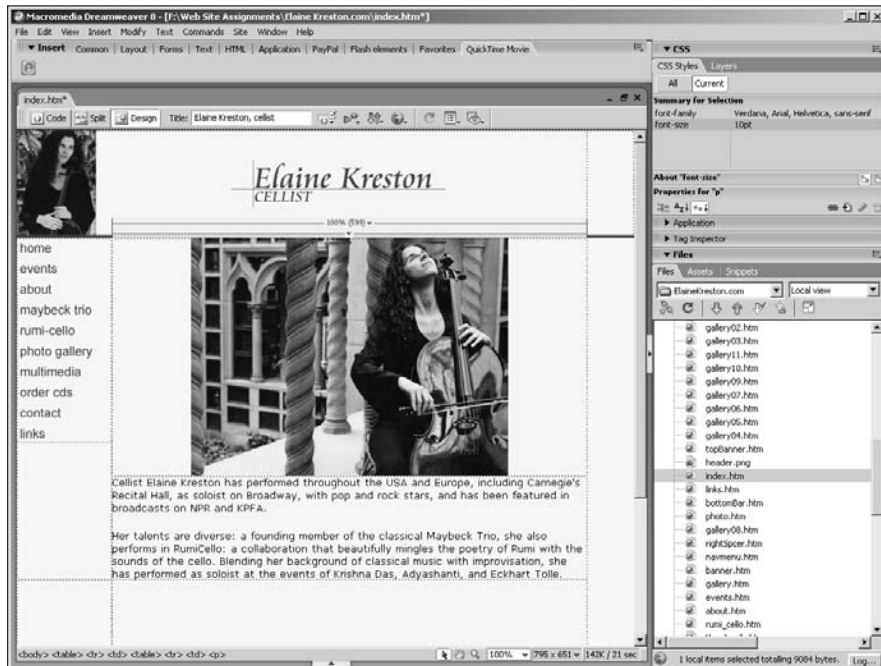 Macromedia Dreamweaver 8 - [F:\Web Site Assignments\Elaine Kreston.com\index.htm*]
File Edit View Insert Modify Text Commands Site Window Help
▼ Insert Common Layout Forms Text HTML Application PayPal Flash elements Favorites QuickTime Movie
index.htm*
Code Split Design Title: Elaine Kreston, cellist
Elaine Kreston
CELLIST
100% (599)
home
events
about
maybeck trio
rumi-cello
photo gallery
multimedia
order cds
contact
links
Cellist Elaine Kreston has performed throughout the USA and Europe, including Carnegie's
Recital Hall, as soloist on Broadway, with pop and rock stars, and has been featured in
broadcasts on NPR and KPFA.
Her talents are diverse: a founding member of the classical Maybeck Trio, she also
performs in RumiCello: a collaboration that beautifully mingles the poetry of Rumi with the
sounds of the cello. Blending her background of classical music with improvisation, she
has performed as soloist at the events of Krishna Das, Adyashanti, and Eckhart Tolle.
<body> <table> <tr> <td> <table> <tr> <td> <p> 100% 795 x 651 142K / 21 sec
▼ CSS
CSS Styles Layers
All Current
Summary for Selection
font-family Verdana, Arial, Helvetica, sans-serif
font-size 10pt
About "font-size"
Properties for "p"
Application
Tag Inspector
▼ Files
Files Assets Snippets
ElaineKreston.com Local view
gallery02.htm
gallery03.htm
gallery11.htm
gallery10.htm
gallery09.htm
gallery07.htm
gallery06.htm
gallery05.htm
gallery04.htm
topBanner.htm
header.png
index.htm
links.htm
bottomBar.htm
photo.htm
gallery08.htm
rightSpcer.htm
navmenu.htm
banner.htm
gallery.htm
events.htm
about.htm
rumi_cello.htm
1 local items selected totalling 9084 bytes. Log...